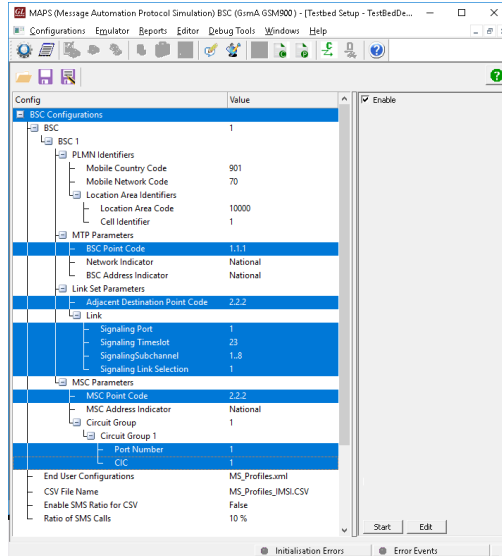 GL MAPS (Message Automation Protocol Simulation) BSC (GsmA GSM900 ) - [Testbed Setup - TestBedDe...
Configurations Emulator Reports Editor Debug Tools Windows Help
Config Value
BSC Configurations
BSC 1
BSC 1
PLMN Identifiers
Mobile Country Code 901
Mobile Network Code 70
Location Area Identifiers
Location Area Code 10000
Cell Identifier 1
MTP Parameters
BSC Point Code 1.1.1
Network Indicator National
BSC Address Indicator National
Link Set Parameters
Adjacent Destination Point Code 2.2.2
Link
Signaling Port 1
Signaling Timeslot 23
SignalingSubchannel 1..8
Signaling Link Selection 1
MSC Parameters
MSC Point Code 2.2.2
MSC Address Indicator National
Circuit Group 1
Circuit Group 1
Port Number 1
CIC 1
End User Configurations MS_Profiles.xml
CSV File Name MS_Profiles_IMSI.CSV
Enable SMS Ratio for CSV False
Ratio of SMS Calls 10 %
Enable
Start Edit
Initialisation Errors Error Events